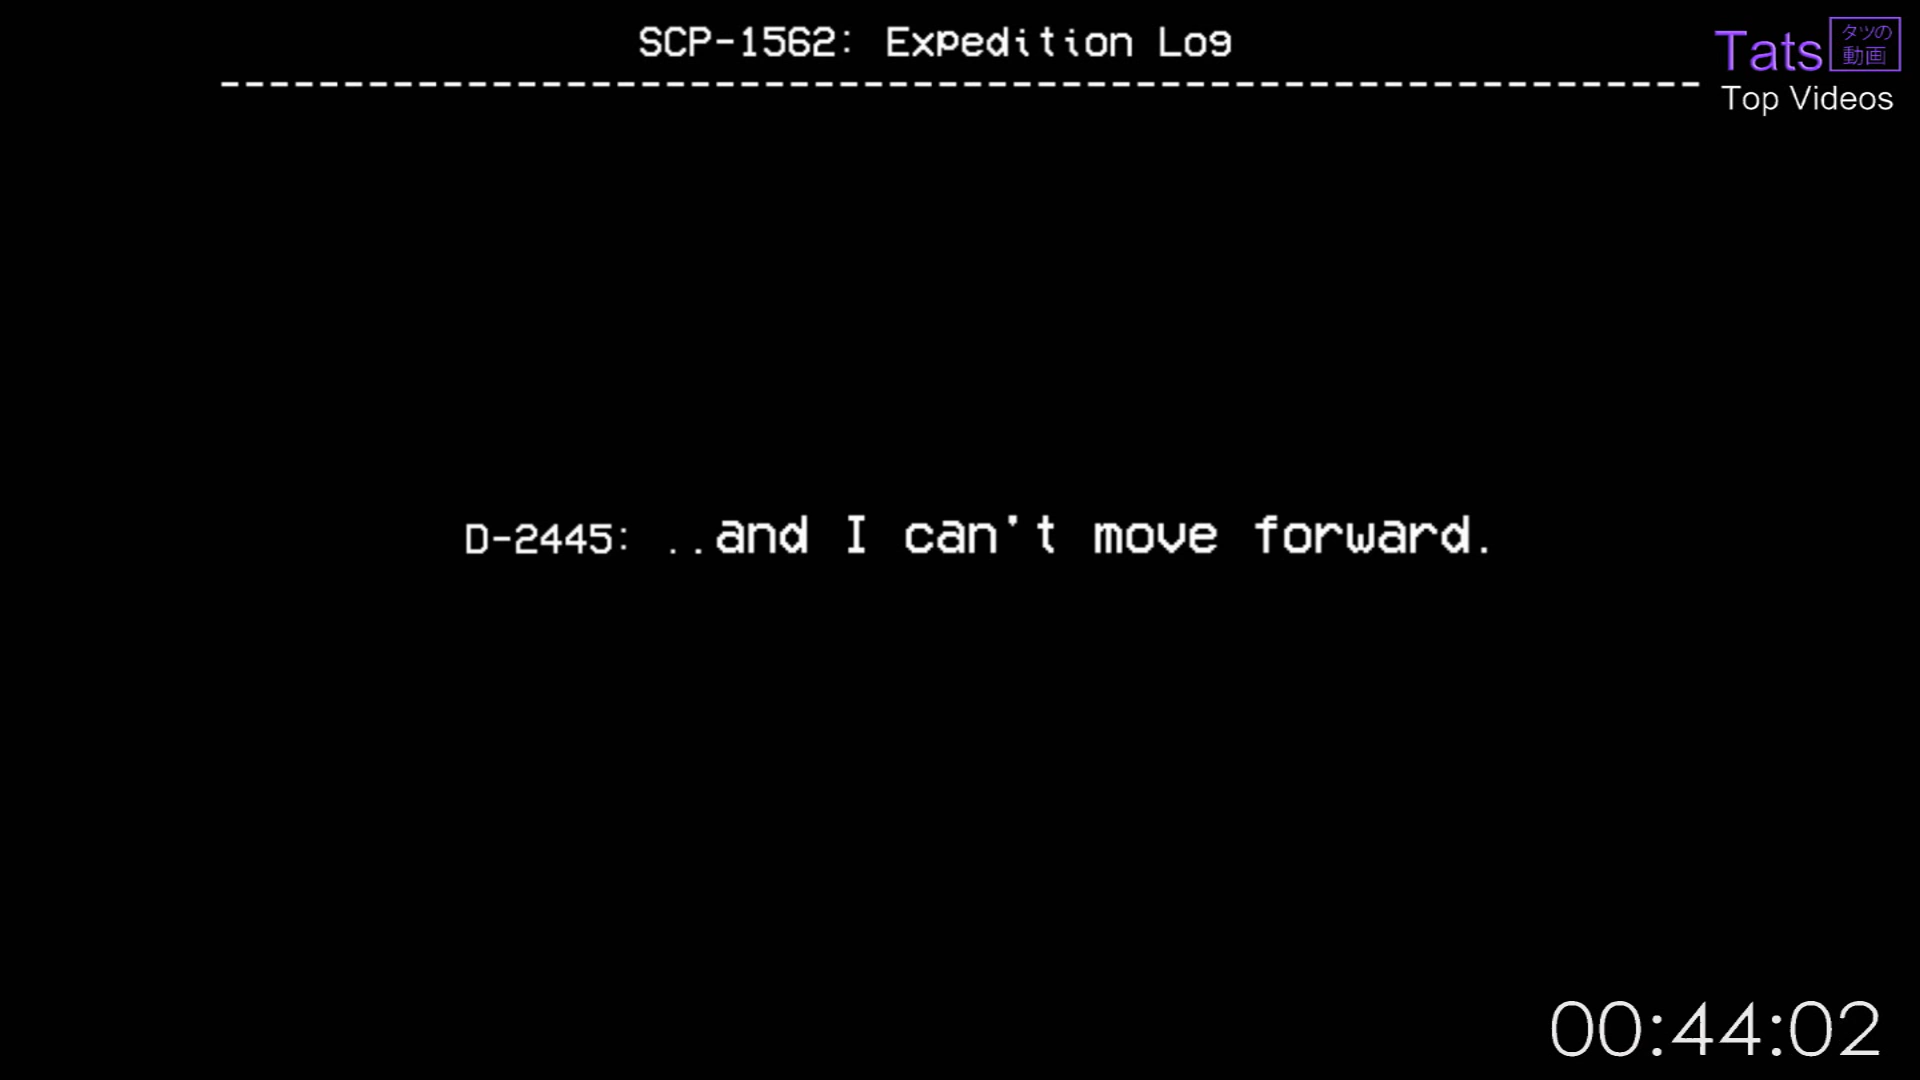 SCP-1562: Expedition Log
Tats
タツの
動画
Top Videos
D-2445: ..and I can't move forward.
00:44:02